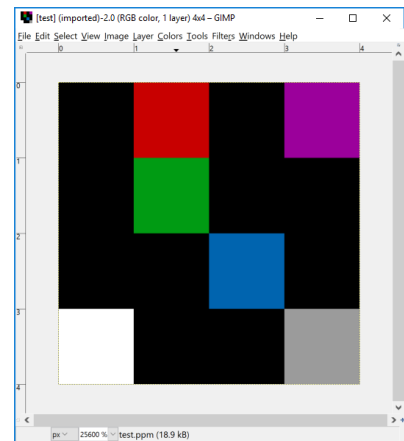 [test] (imported)-2.0 (RGB color, 1 layer) 4x4 – GIMP
File Edit Select View Image Layer Colors Tools Filters Windows Help
0 1 2 3 4
0
1
2
3
4
px 25600 % test.ppm (18.9 kB)